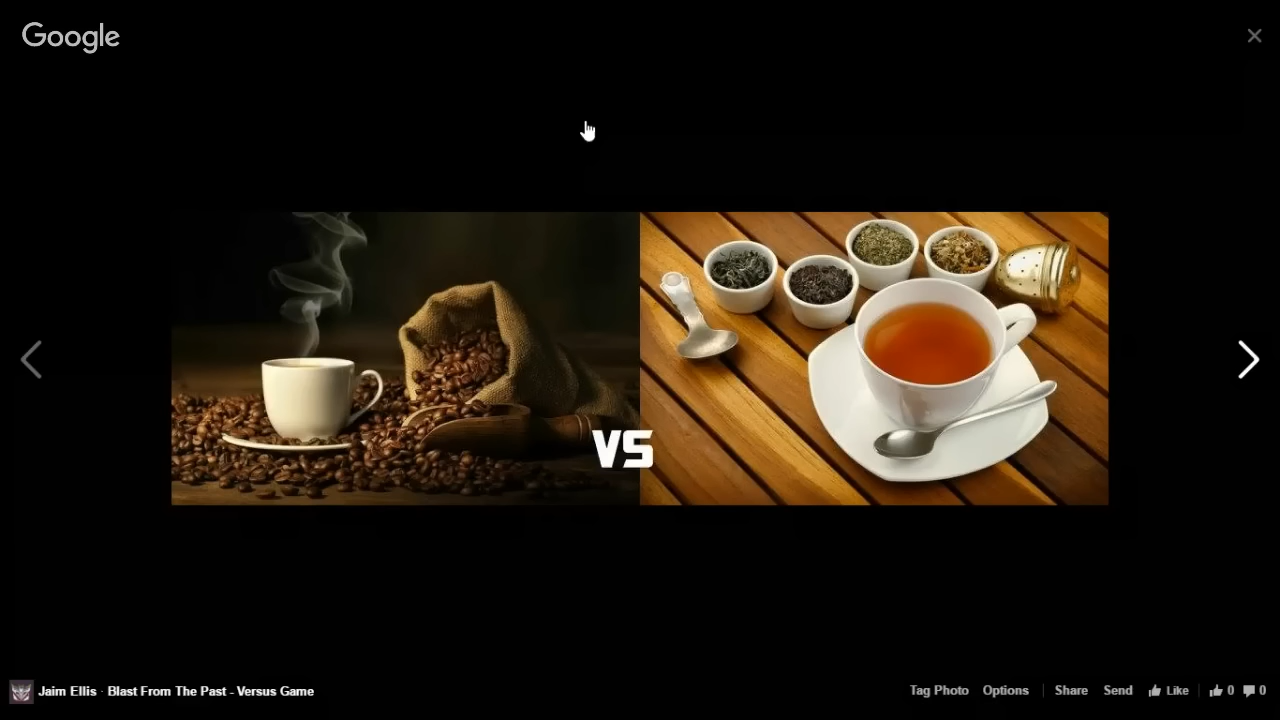 Google
VS
Jaim Ellis · Blast From The Past - Versus Game
Tag Photo Options Share Send Like 0 0